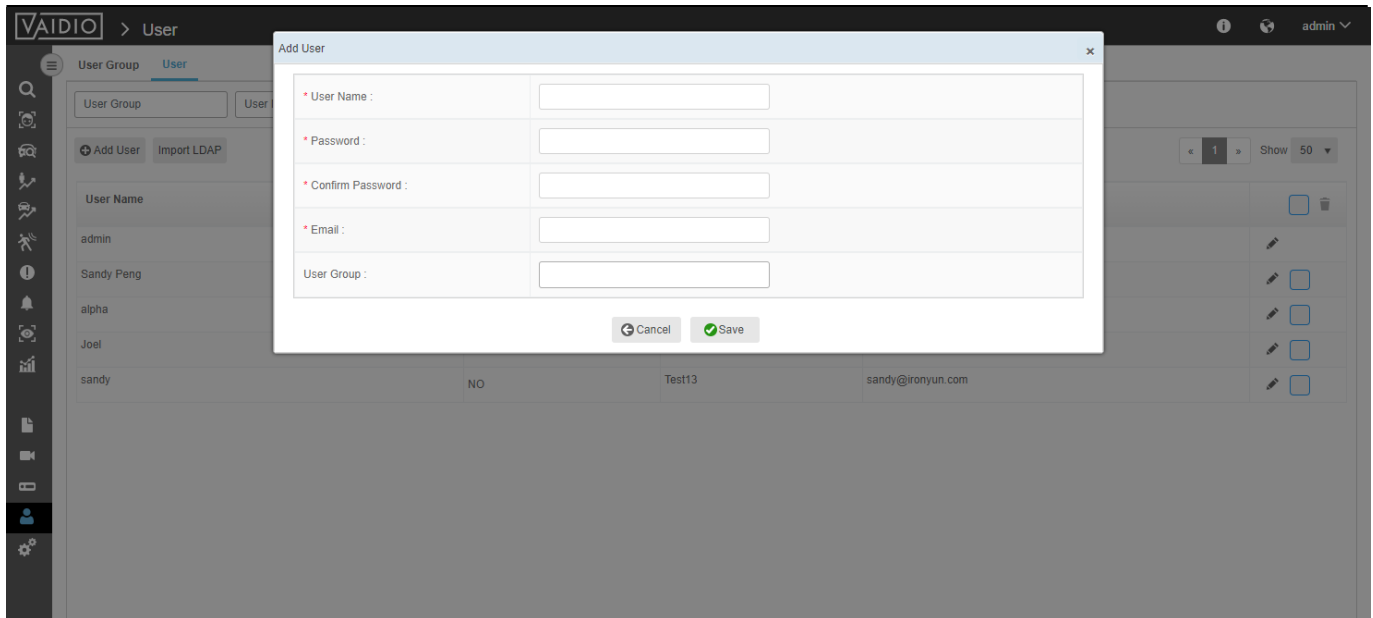 VAIDIO > User
admin
Add User
×
User Group
User
User Group
User
* User Name :
* Password :
* Confirm Password :
* Email :
User Group :
Cancel
Save
Add User
Import LDAP
« 1 »
Show 50
User Name
admin
Sandy Peng
alpha
Joel
sandy
NO
Test13
sandy@ironyun.com